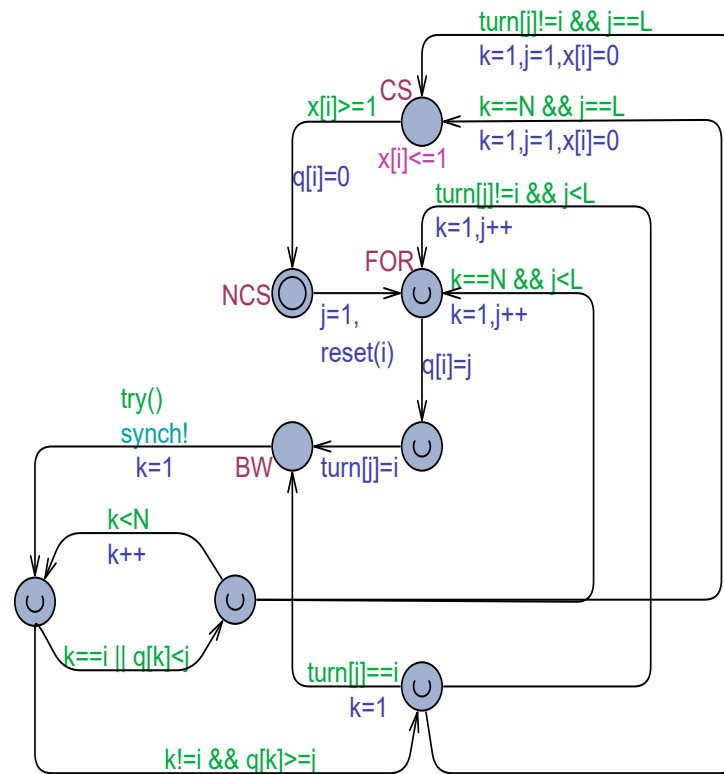 turn[j]!=i && j==L
k=1,j=1,x[i]=0
CS
x[i]>=1
k==N && j==L
k=1,j=1,x[i]=0
x[i]<=1
q[i]=0
turn[j]!=i && j<L
k=1,j++
FOR
k==N && j<L
NCS
j=1,
k=1,j++
reset(i)
q[i]=j
try()
synch!
k=1
BW
turn[j]=i
k<N
k++
k==i || q[k]<j
turn[j]==i
k=1
k!=i && q[k]>=j